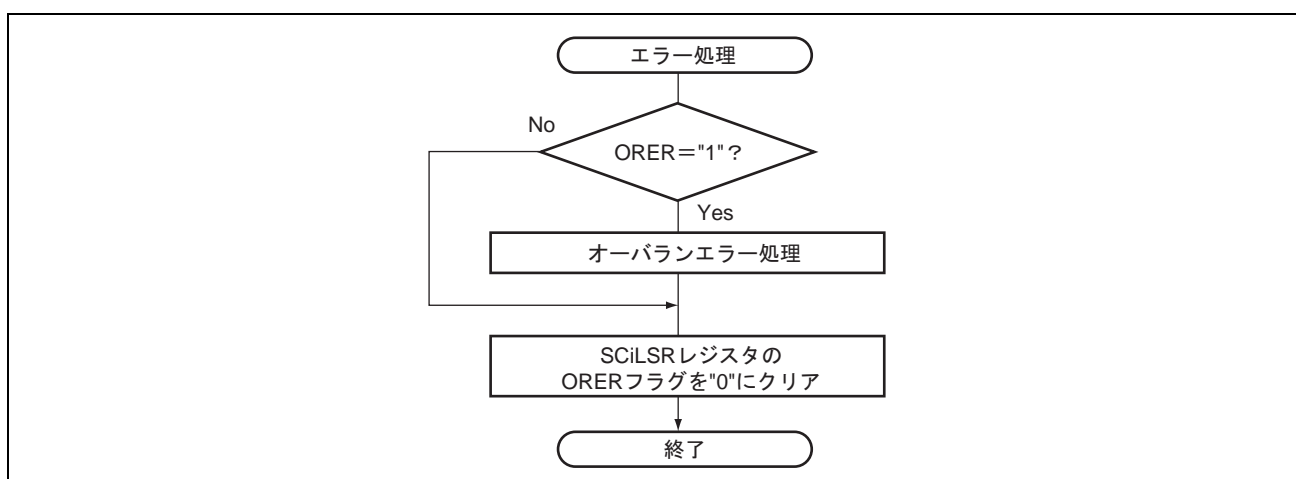 エラー処理
No
ORER＝"1"？
Yes
オーバランエラー処理
SCiLSRレジスタの
ORERフラグを"0"にクリア
終了